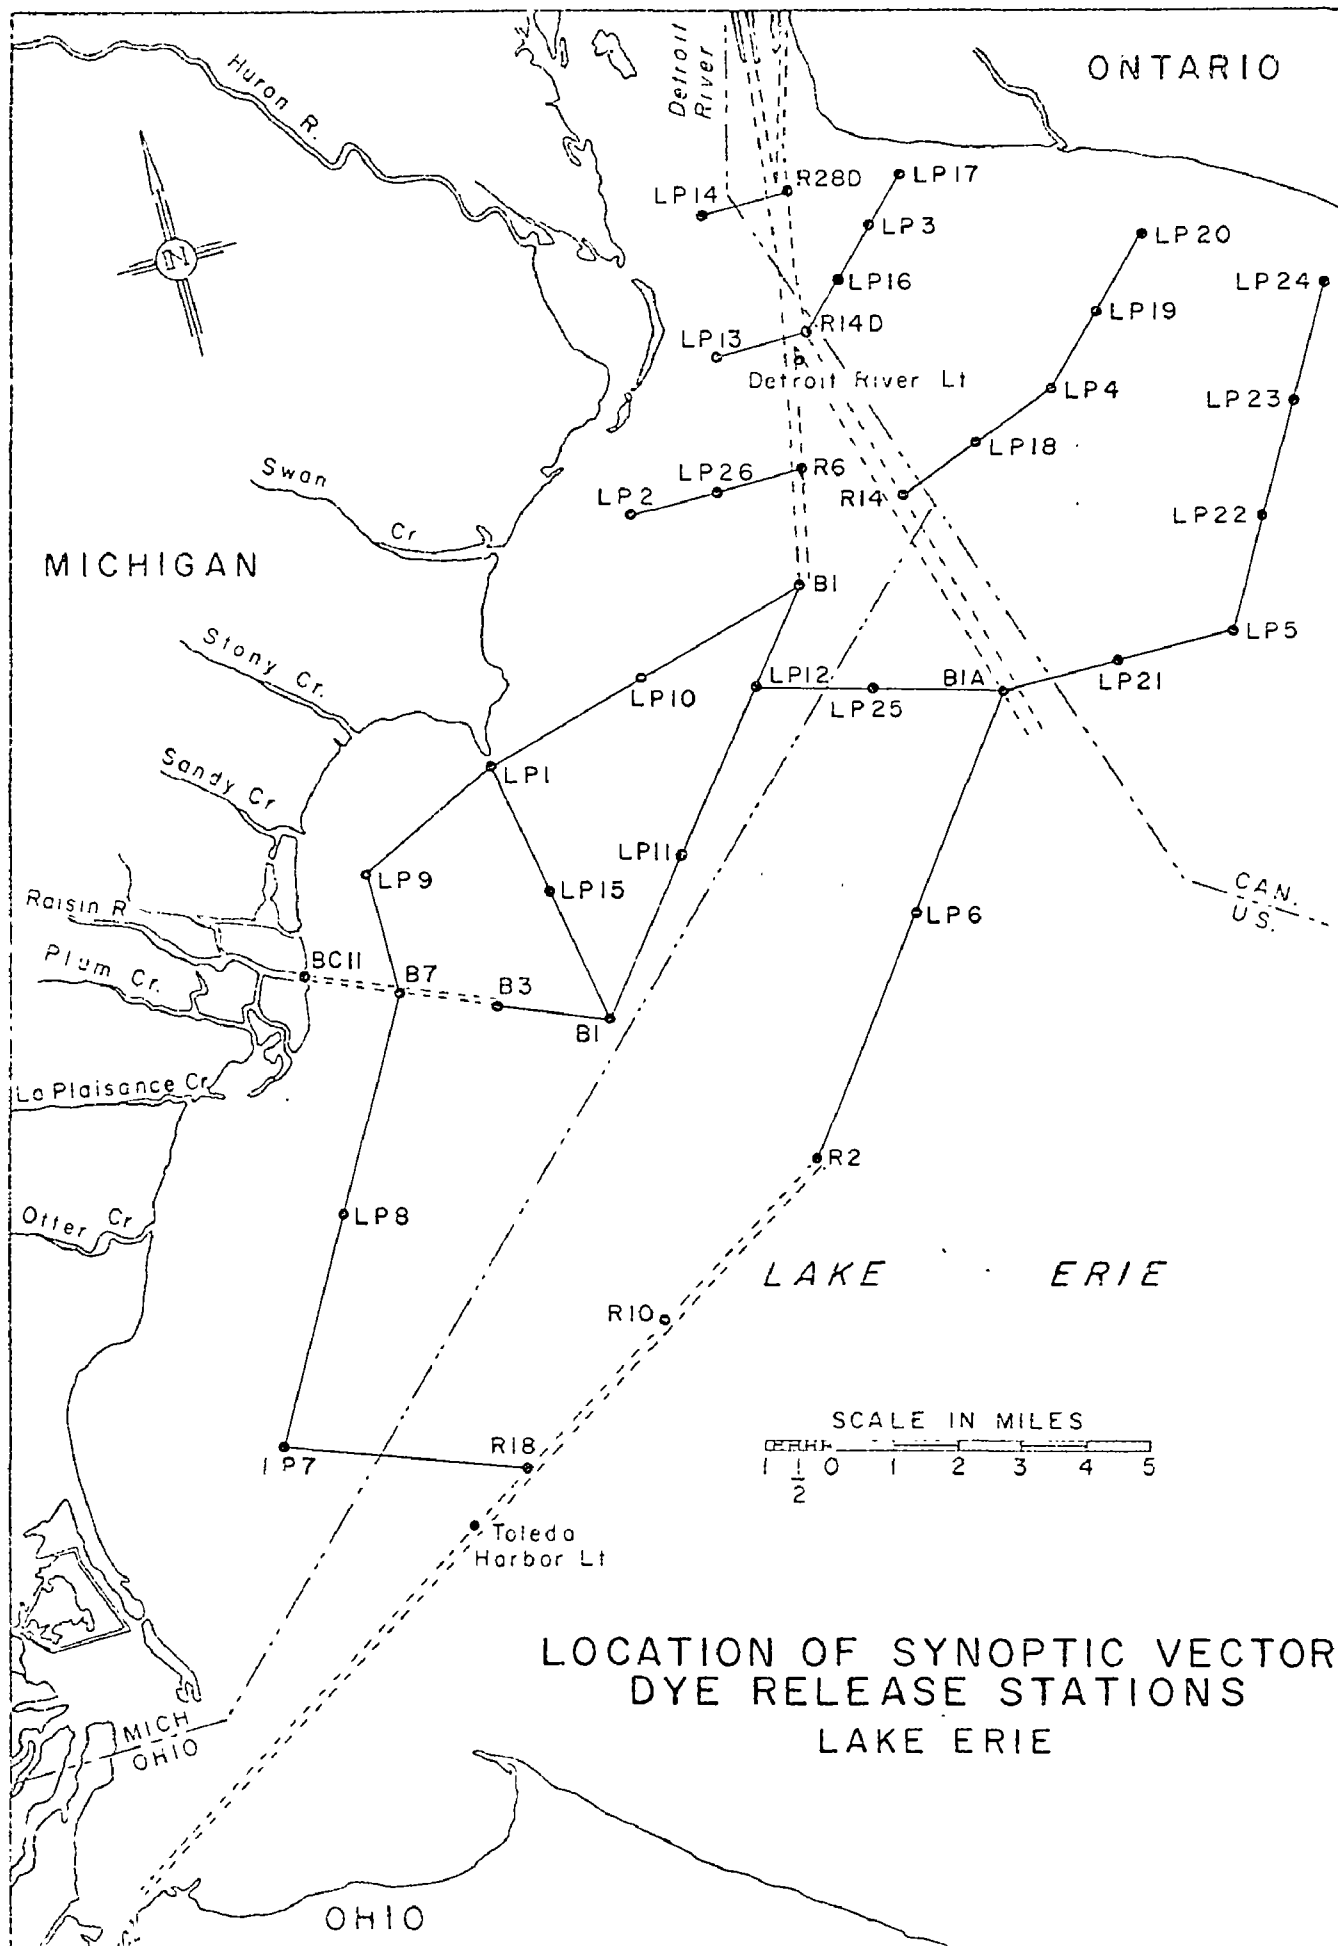 ONTARIO
Detroit
River
Huron R.
R28D
LP17
LP14
LP3
LP20
N
LP16
LP24
LP19
R14D
LP13
Detroit River Lt
LP4
LP23
LP18
Swan
Cr
LP26
R6
LP2
R14
LP22
MICHIGAN
B1
Stony Cr.
LP5
LP12
B1A
LP21
LP10
LP25
Sandy Cr
LP1
LP11
LP9
LP15
CAN.
U.S.
Raisin R
LP6
Plum Cr.
BC11
B7
B3
B1
La Plaisance Cr
R2
LP8
Otter Cr
LAKE ERIE
R10
SCALE IN MILES
1 1/2 0 1 2 3 4 5
R18
LP7
Toleda
Harbor Lt
LOCATION OF SYNOPTIC VECTOR
DYE RELEASE STATIONS
LAKE ERIE
MICH
OHIO
OHIO